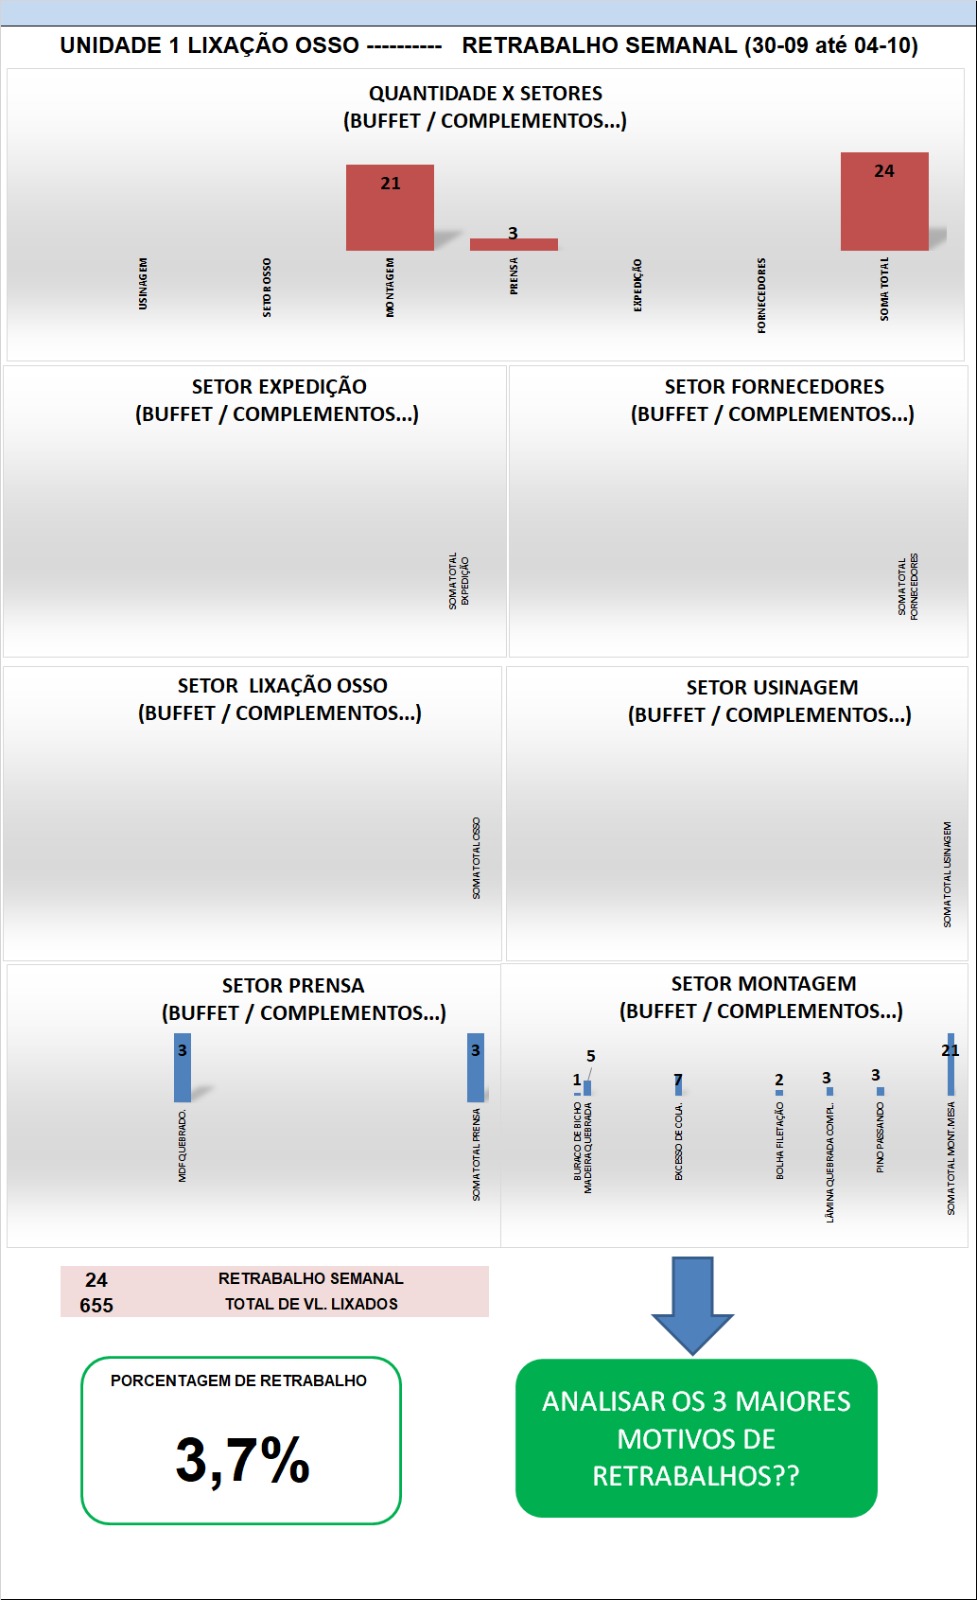 UNIDADE 1 LIXAÇÃO OSSO ---------- RETRABALHO SEMANAL (30-09 até 04-10)
QUANTIDADE X SETORES
(BUFFET / COMPLEMENTOS...)
21
3
24
USINAGEM
SETOR OSSO
MONTAGEM
PRENSA
EXPEDIÇÃO
FORNECEDORES
SOMA TOTAL
SETOR EXPEDIÇÃO
(BUFFET / COMPLEMENTOS...)
SOMA TOTAL
EXPEDIÇÃO
SETOR FORNECEDORES
(BUFFET / COMPLEMENTOS...)
SOMA TOTAL
FORNECEDORES
SETOR LIXAÇÃO OSSO
(BUFFET / COMPLEMENTOS...)
SOMA TOTAL OSSO
SETOR USINAGEM
(BUFFET / COMPLEMENTOS...)
SOMA TOTAL USINAGEM
SETOR PRENSA
(BUFFET / COMPLEMENTOS...)
3
3
MDF QUEBRADO.
SOMA TOTAL PRENSA
SETOR MONTAGEM
(BUFFET / COMPLEMENTOS...)
1
5
7
2
3
3
21
BURACO DE BICHO
MADEIRA QUEBRADA
EXCESSO DE COLA.
BOLHA FILETAÇÃO
LÂMINA QUEBRADA COMPL.
PINO PASSANDO
SOMA TOTAL MONT. MESA
24 RETRABALHO SEMANAL
655 TOTAL DE VL. LIXADOS
PORCENTAGEM DE RETRABALHO
3,7%
ANALISAR OS 3 MAIORES
MOTIVOS DE
RETRABALHOS??